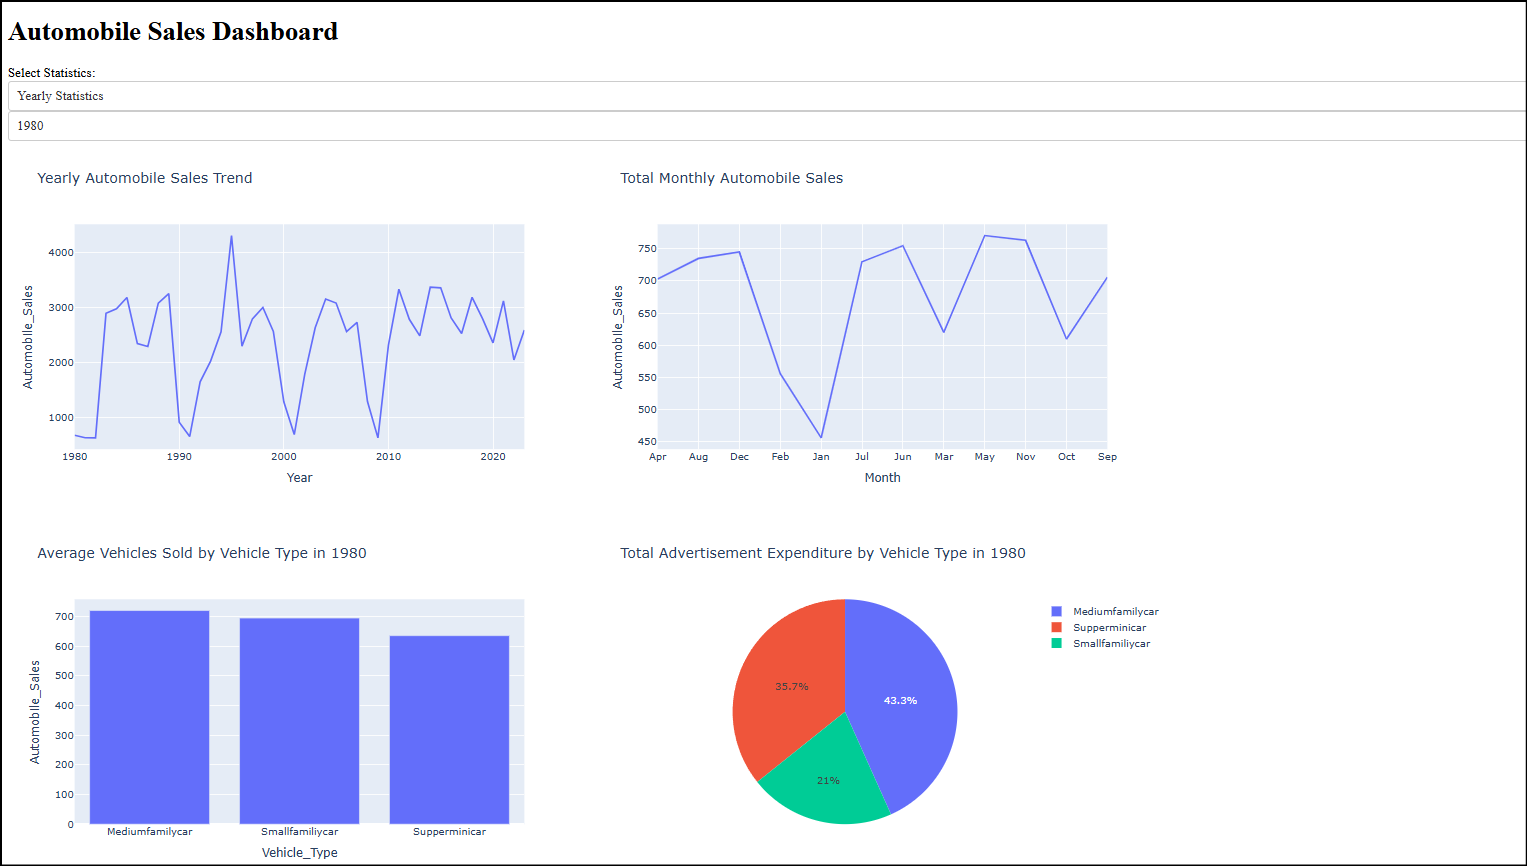 Automobile Sales Dashboard
Select Statistics:
Yearly Statistics
1980
Yearly Automobile Sales Trend
Automobile_Sales
4000
3000
2000
1000
1980 1990 2000 2010 2020
Year
Total Monthly Automobile Sales
Automobile_Sales
750
700
650
600
550
500
450
Apr Aug Dec Feb Jan Jul Jun Mar May Nov Oct Sep
Month
Average Vehicles Sold by Vehicle Type in 1980
Automobile_Sales
700
600
500
400
300
200
100
0
Mediumfamilycar Smallfamiliycar Supperminicar
Vehicle_Type
Total Advertisement Expenditure by Vehicle Type in 1980
35.7%
43.3%
21%
Mediumfamilycar
Supperminicar
Smallfamiliycar